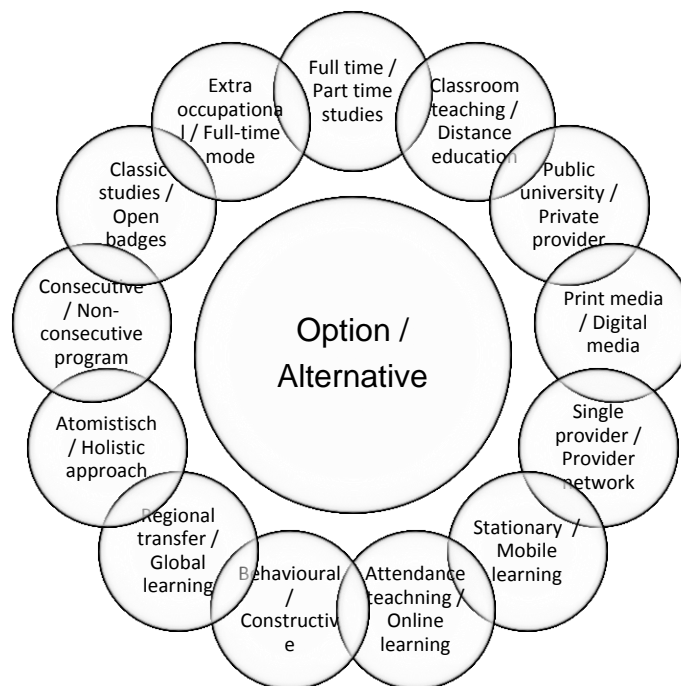 Full time /
Part time
studies
Classroom
teaching /
Distance
education
Public
university /
Private
provider
Print media
/ Digital
media
Single
provider /
Provider
network
Stationary /
Mobile
learning
Attendance
teachning /
Online
learning
Behavioural
/
Constructiv
e
Regional
transfer /
Global
learning
Atomistisch
/ Holistic
approach
Consecutive
/ Non-
consecutive
program
Classic
studies /
Open
badges
Extra
occupationa
l / Full-time
mode
Option /
Alternative